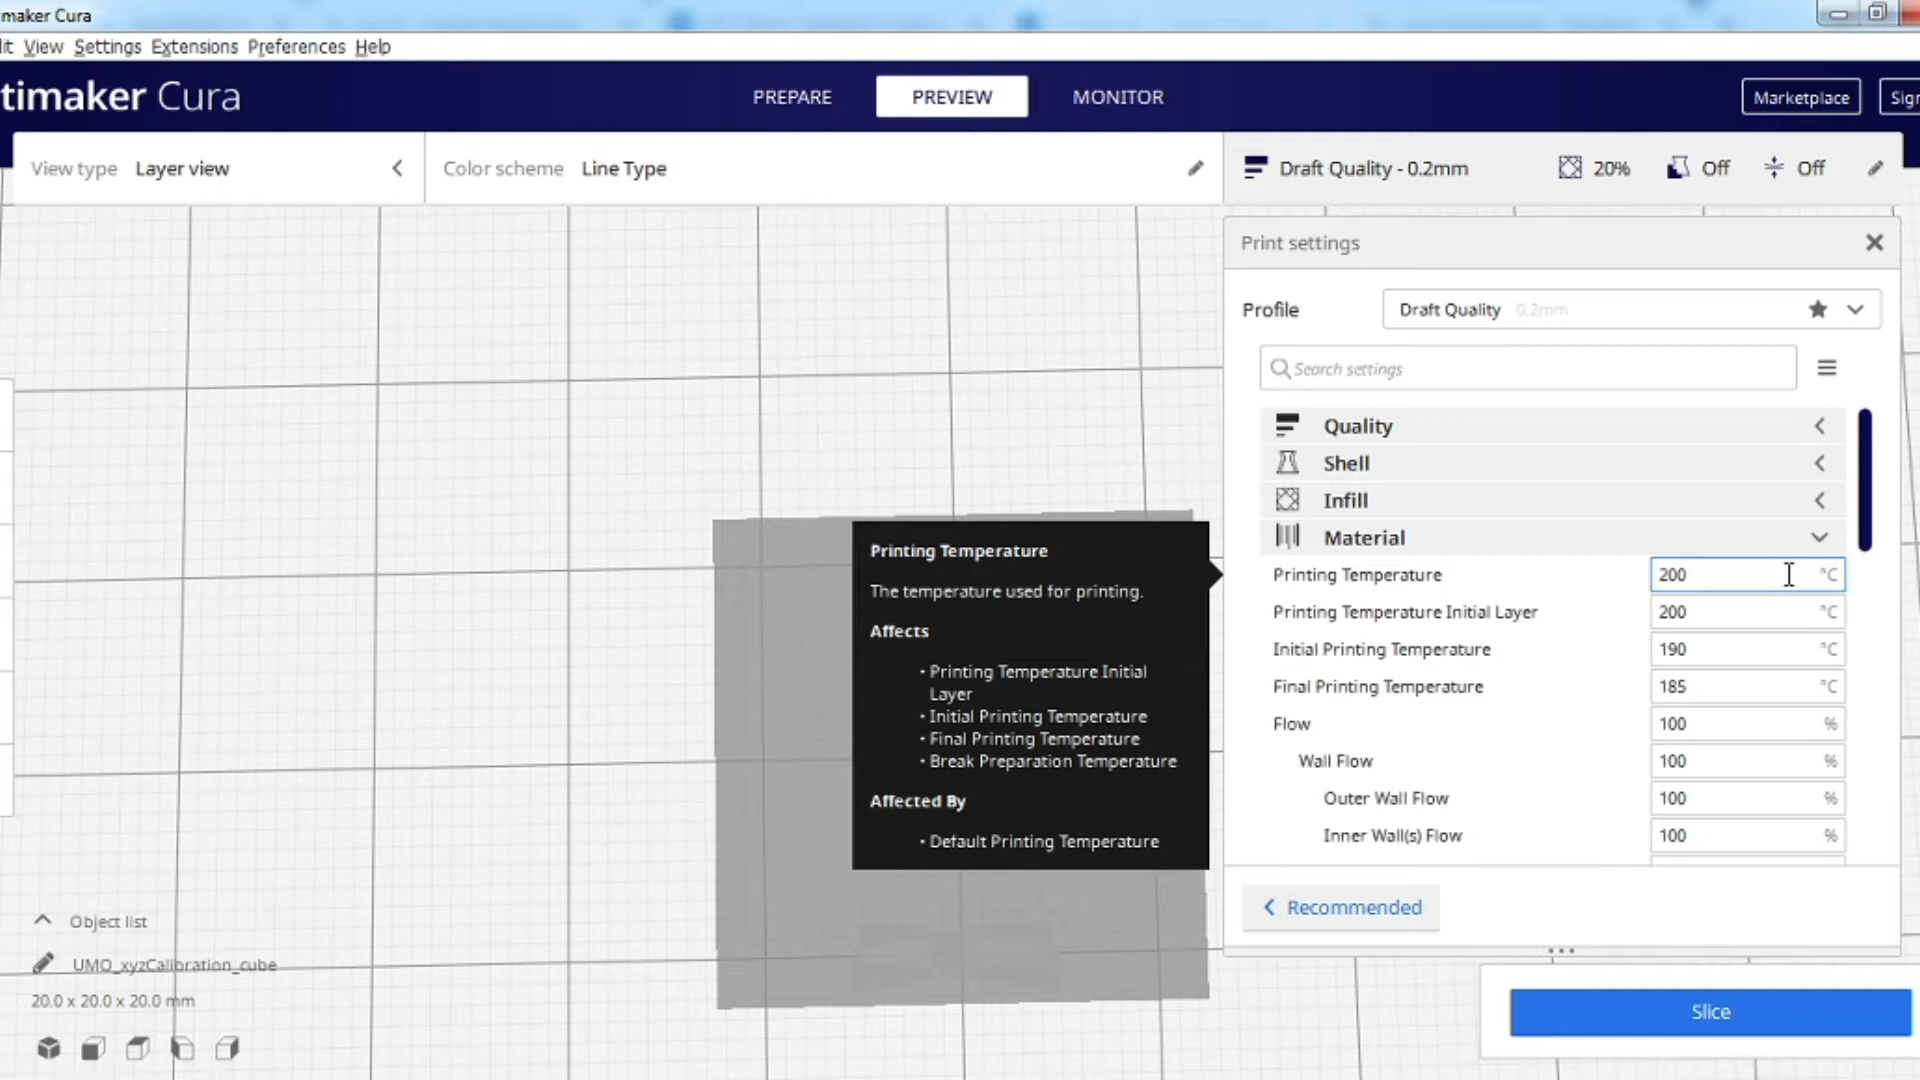 maker Cura
it View Settings Extensions Preferences Help
timaker Cura
PREPARE
PREVIEW
MONITOR
Marketplace
Sign
View type Layer view
Color scheme Line Type
Draft Quality - 0.2mm
20%
Off
Off
Print settings
Profile
Draft Quality 0.2mm
Search settings
Quality
Shell
Infill
Material
Printing Temperature 200 °C
Printing Temperature Initial Layer 200 °C
Initial Printing Temperature 190 °C
Final Printing Temperature 185 °C
Flow 100 %
Wall Flow 100 %
Outer Wall Flow 100 %
Inner Wall(s) Flow 100 %
Printing Temperature
The temperature used for printing.
Affects
• Printing Temperature Initial
Layer
• Initial Printing Temperature
• Final Printing Temperature
• Break Preparation Temperature
Affected By
• Default Printing Temperature
Recommended
Object list
UMO_xyzCalibration_cube
20.0 x 20.0 x 20.0 mm
Slice